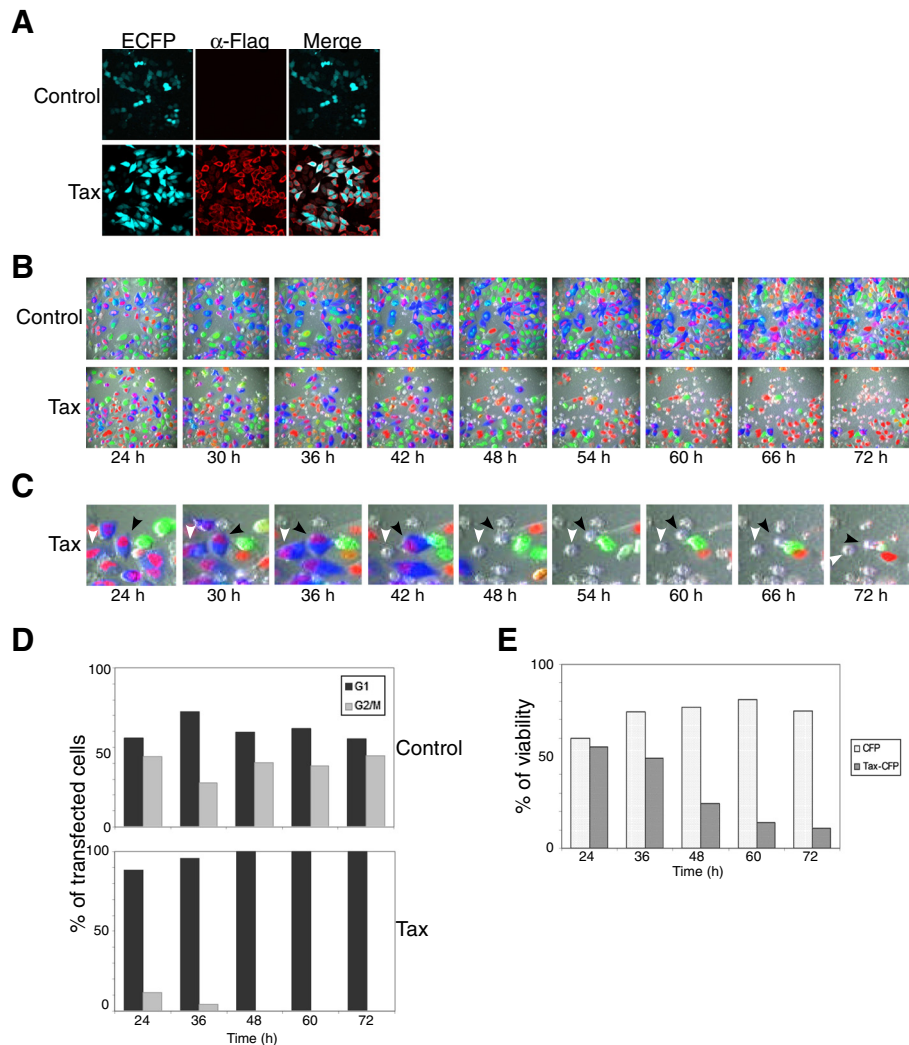 A
ECFP α-Flag Merge
Control
Tax
B
Control
Tax
24 h 30 h 36 h 42 h 48 h 54 h 60 h 66 h 72 h
C
Tax
24 h 30 h 36 h 42 h 48 h 54 h 60 h 66 h 72 h
D
% of transfected cells
100
50
0
G1
G2/M
Control
100
50
0
Tax
24 36 48 60 72
Time (h)
E
% of viability
100
50
0
CFP
Tax-CFP
24 36 48 60 72
Time (h)